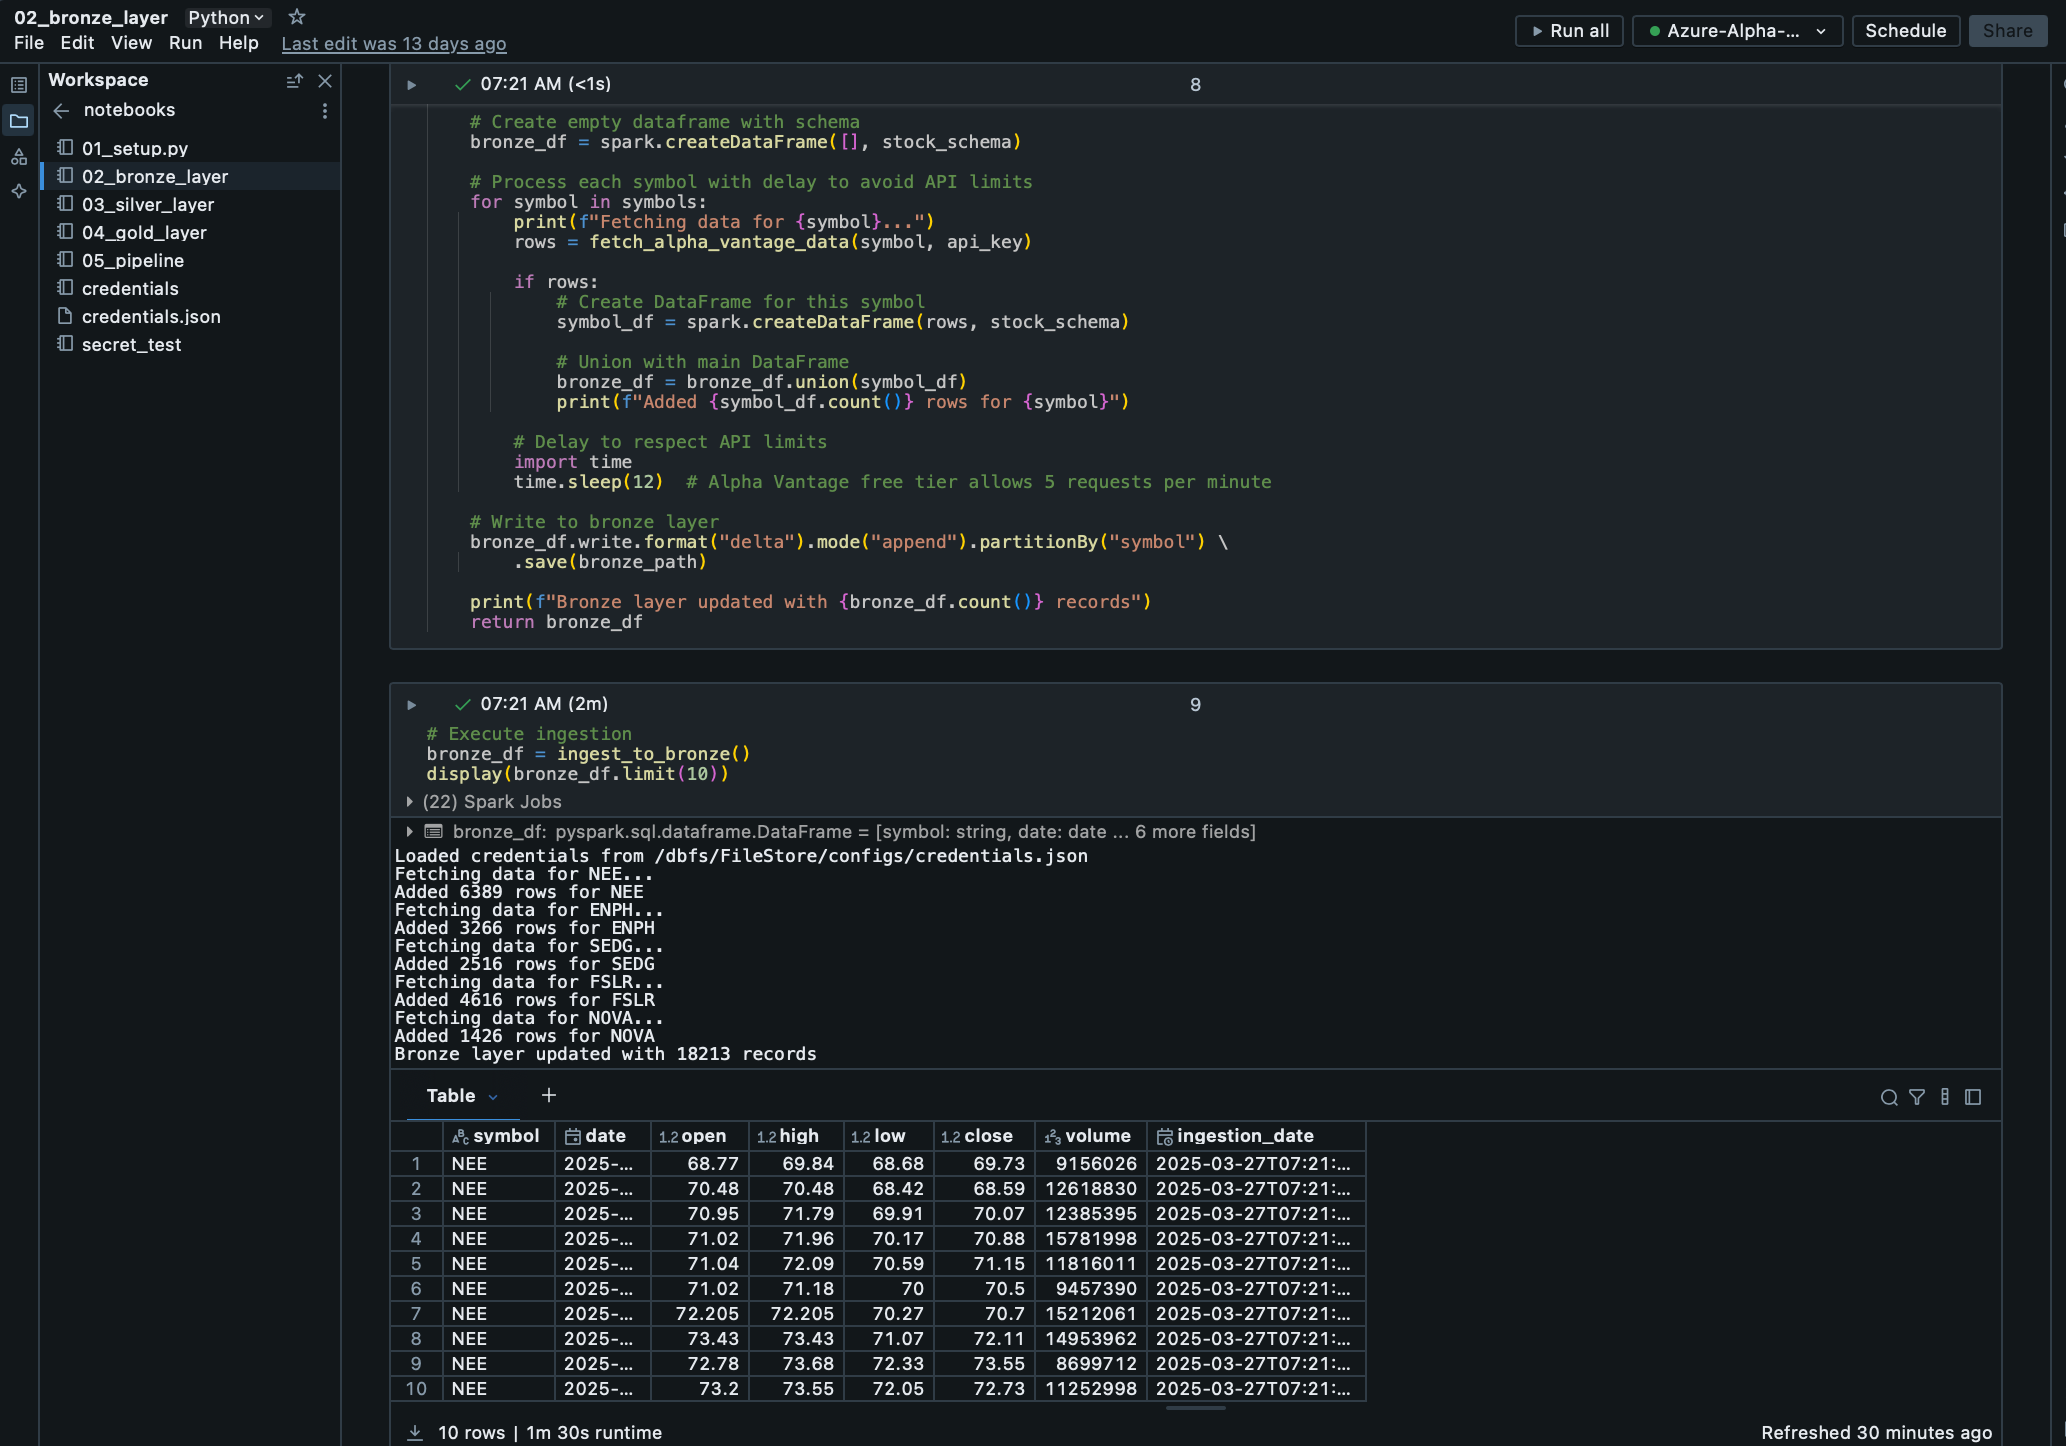 02_bronze_layer Python
File Edit View Run Help Last edit was 13 days ago
Run all Azure-Alpha-... Schedule Share
Workspace
notebooks
01_setup.py
02_bronze_layer
03_silver_layer
04_gold_layer
05_pipeline
credentials
credentials.json
secret_test
07:21 AM (<1s) 8
# Create empty dataframe with schema
bronze_df = spark.createDataFrame([], stock_schema)
# Process each symbol with delay to avoid API limits
for symbol in symbols:
print(f"Fetching data for {symbol}...")
rows = fetch_alpha_vantage_data(symbol, api_key)
if rows:
# Create DataFrame for this symbol
symbol_df = spark.createDataFrame(rows, stock_schema)
# Union with main DataFrame
bronze_df = bronze_df.union(symbol_df)
print(f"Added {symbol_df.count()} rows for {symbol}")
# Delay to respect API limits
import time
time.sleep(12) # Alpha Vantage free tier allows 5 requests per minute
# Write to bronze layer
bronze_df.write.format("delta").mode("append").partitionBy("symbol") \
.save(bronze_path)
print(f"Bronze layer updated with {bronze_df.count()} records")
return bronze_df
07:21 AM (2m) 9
# Execute ingestion
bronze_df = ingest_to_bronze()
display(bronze_df.limit(10))
(22) Spark Jobs
bronze_df: pyspark.sql.dataframe.DataFrame = [symbol: string, date: date ... 6 more fields]
Loaded credentials from /dbfs/FileStore/configs/credentials.json
Fetching data for NEE...
Added 6389 rows for NEE
Fetching data for ENPH...
Added 3266 rows for ENPH
Fetching data for SEDG...
Added 2516 rows for SEDG
Fetching data for FSLR...
Added 4616 rows for FSLR
Fetching data for NOVA...
Added 1426 rows for NOVA
Bronze layer updated with 18213 records
Table +
ABC symbol date 1.2 open 1.2 high 1.2 low 1.2 close 123 volume ingestion_date
1 NEE 2025-... 68.77 69.84 68.68 69.73 9156026 2025-03-27T07:21:...
2 NEE 2025-... 70.48 70.48 68.42 68.59 12618830 2025-03-27T07:21:...
3 NEE 2025-... 70.95 71.79 69.91 70.07 12385395 2025-03-27T07:21:...
4 NEE 2025-... 71.02 71.96 70.17 70.88 15781998 2025-03-27T07:21:...
5 NEE 2025-... 71.04 72.09 70.59 71.15 11816011 2025-03-27T07:21:...
6 NEE 2025-... 71.02 71.18 70 70.5 9457390 2025-03-27T07:21:...
7 NEE 2025-... 72.205 72.205 70.27 70.7 15212061 2025-03-27T07:21:...
8 NEE 2025-... 73.43 73.43 71.07 72.11 14953962 2025-03-27T07:21:...
9 NEE 2025-... 72.78 73.68 72.33 73.55 8699712 2025-03-27T07:21:...
10 NEE 2025-... 73.2 73.55 72.05 72.73 11252998 2025-03-27T07:21:...
10 rows | 1m 30s runtime Refreshed 30 minutes ago